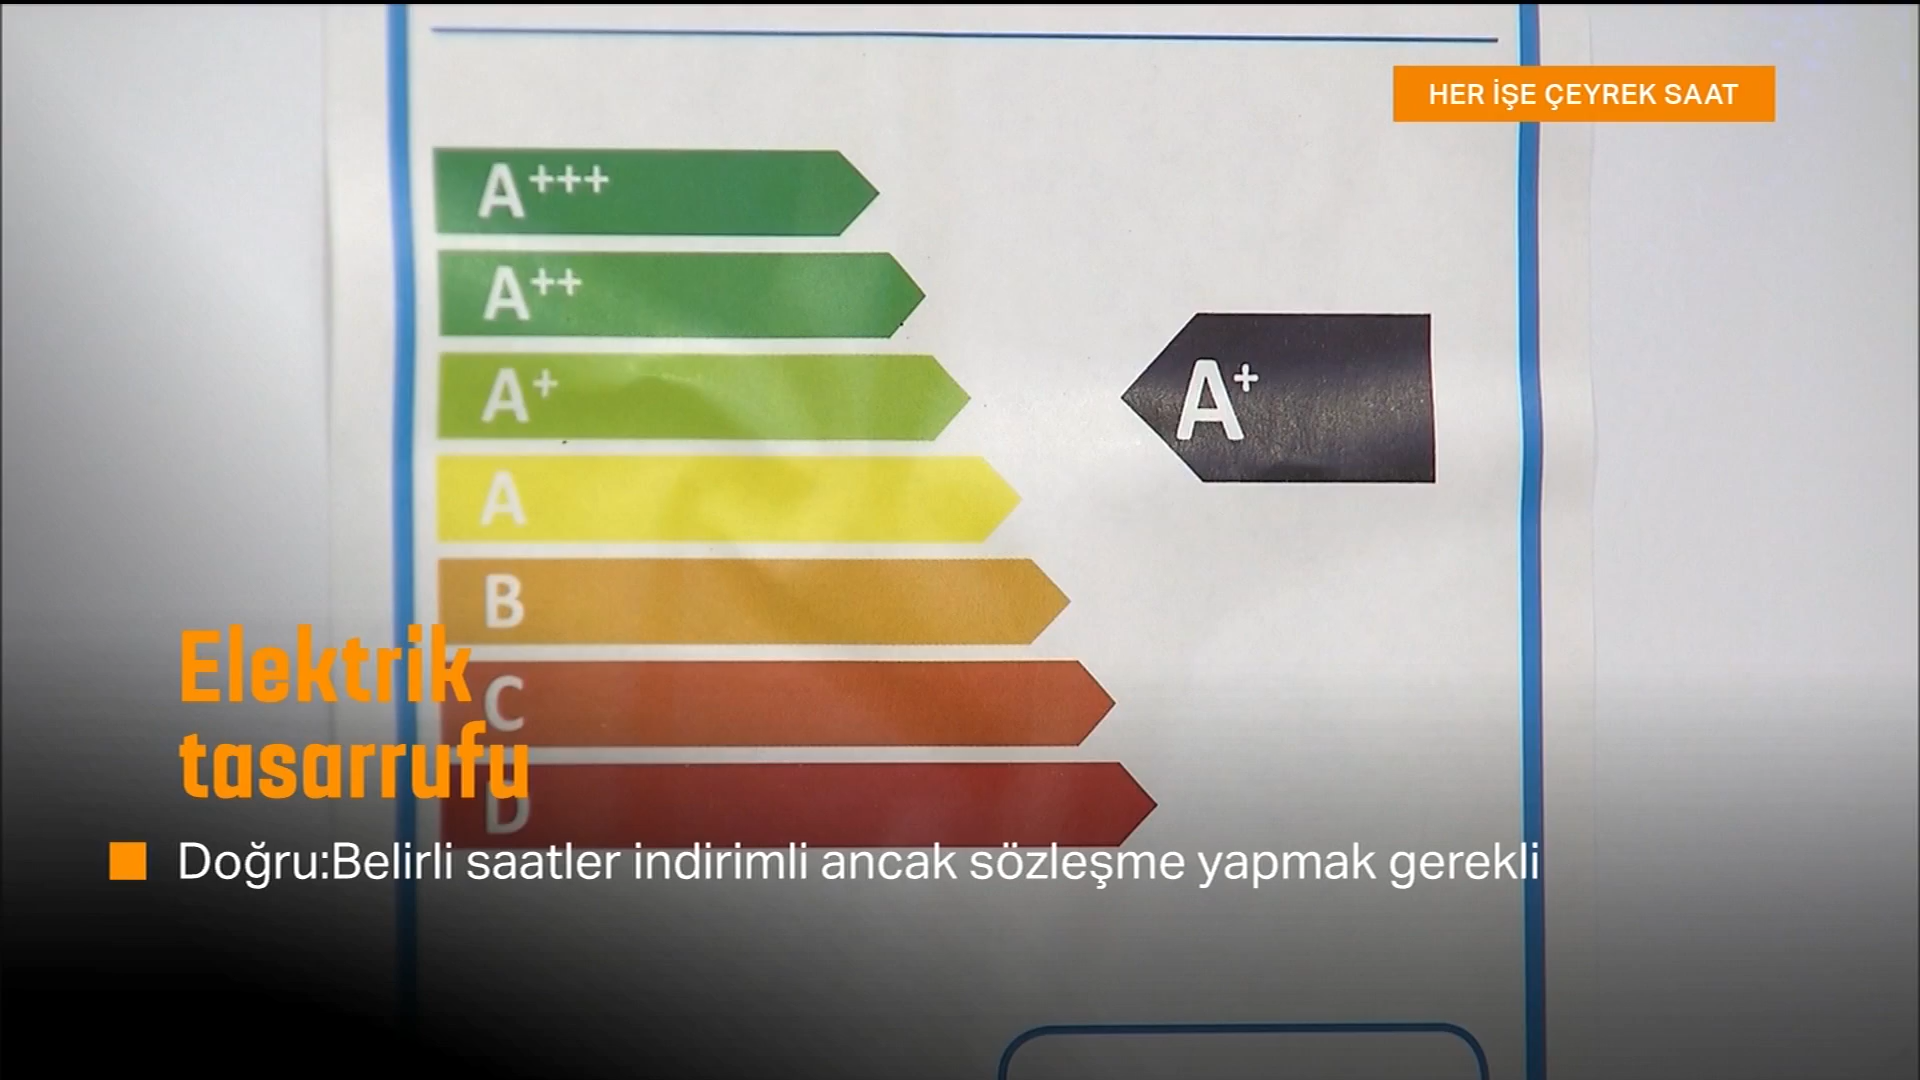 HER İŞE ÇEYREK SAAT
A+++
A++
A+
A+
A
B
C
D
Elektrik
tasarrufu
Doğru:Belirli saatler indirimli ancak sözleşme yapmak gerekli